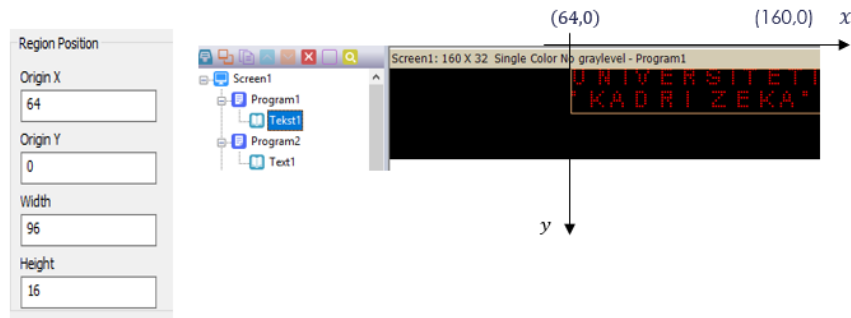 (64,0) (160,0) x
Region Position
Origin X
64
Origin Y
0
Width
96
Height
16
Screen1
Program1
Tekst1
Program2
Text1
Screen1: 160 X 32 Single Color No graylevel - Program1
UNIVERSITETI
"KADRI ZEKA"
y